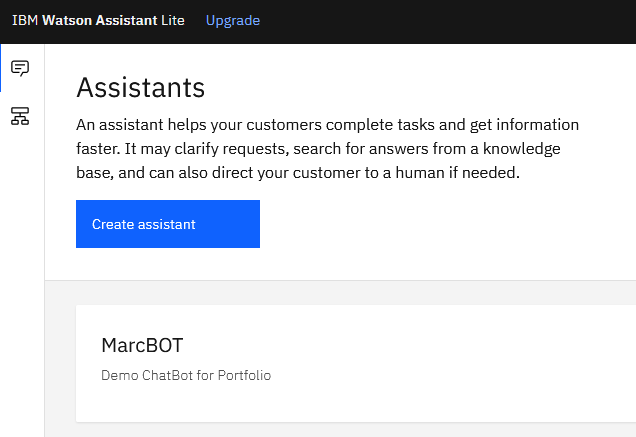 IBM Watson Assistant Lite Upgrade
Assistants
An assistant helps your customers complete tasks and get information
faster. It may clarify requests, search for answers from a knowledge
base, and can also direct your customer to a human if needed.
Create assistant
MarcBOT
Demo ChatBot for Portfolio